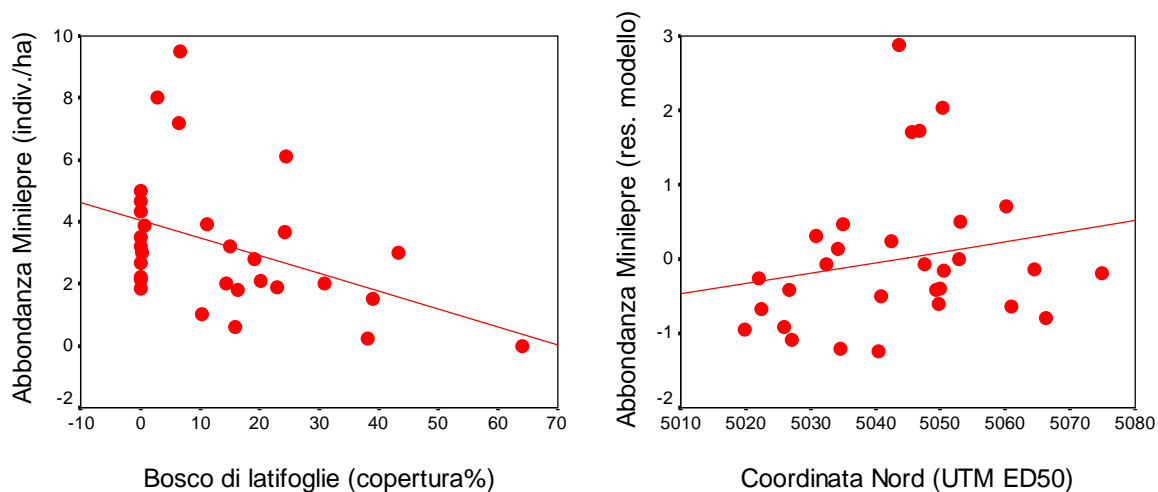 Abbondanza Minilepre (indiv./ha)
10
8
6
4
2
0
-2
-10 0 10 20 30 40 50 60 70
Bosco di latifoglie (copertura%)
Abbondanza Minilepre (res. modello)
3
2
1
0
-1
-2
5010 5020 5030 5040 5050 5060 5070 5080
Coordinata Nord (UTM ED50)